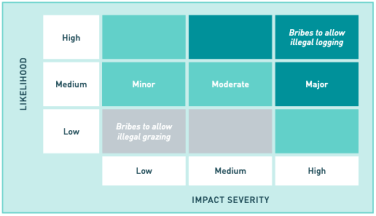 LIKELIHOOD
High
Bribes to allow
illegal logging
Medium
Minor
Moderate
Major
Low
Bribes to allow
illegal grazing
Low
Medium
High
IMPACT SEVERITY